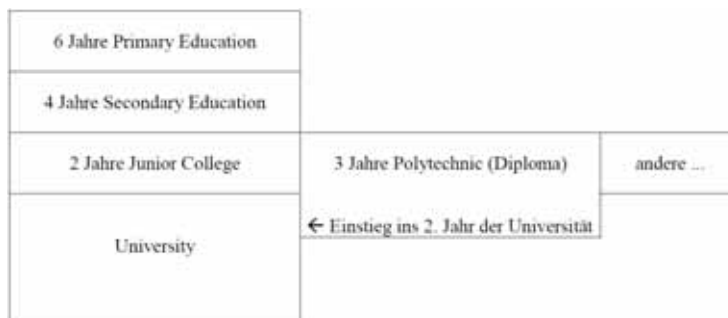 6 Jahre Primary Education
4 Jahre Secondary Education
2 Jahre Junior College
3 Jahre Polytechnic (Diploma)
andere ...
← Einstieg ins 2. Jahr der Universität
University